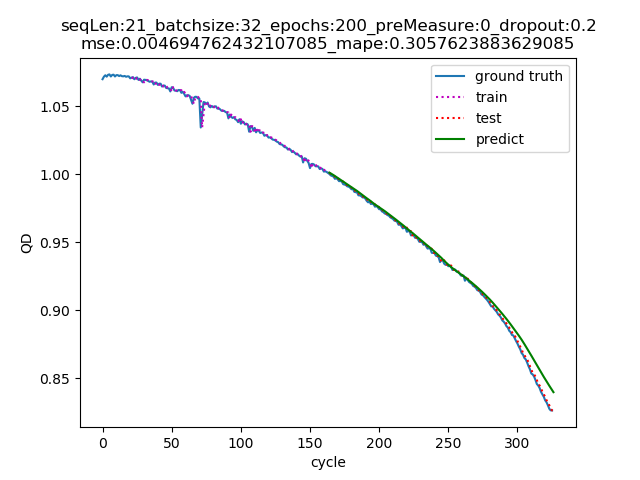 seqLen:21_batchsize:32_epochs:200_preMeasure:0_dropout:0.2
mse:0.004694762432107085_mape:0.3057623883629085
ground truth
train
test
predict
1.05
1.00
0.95
0.90
0.85
QD
0 50 100 150 200 250 300
cycle